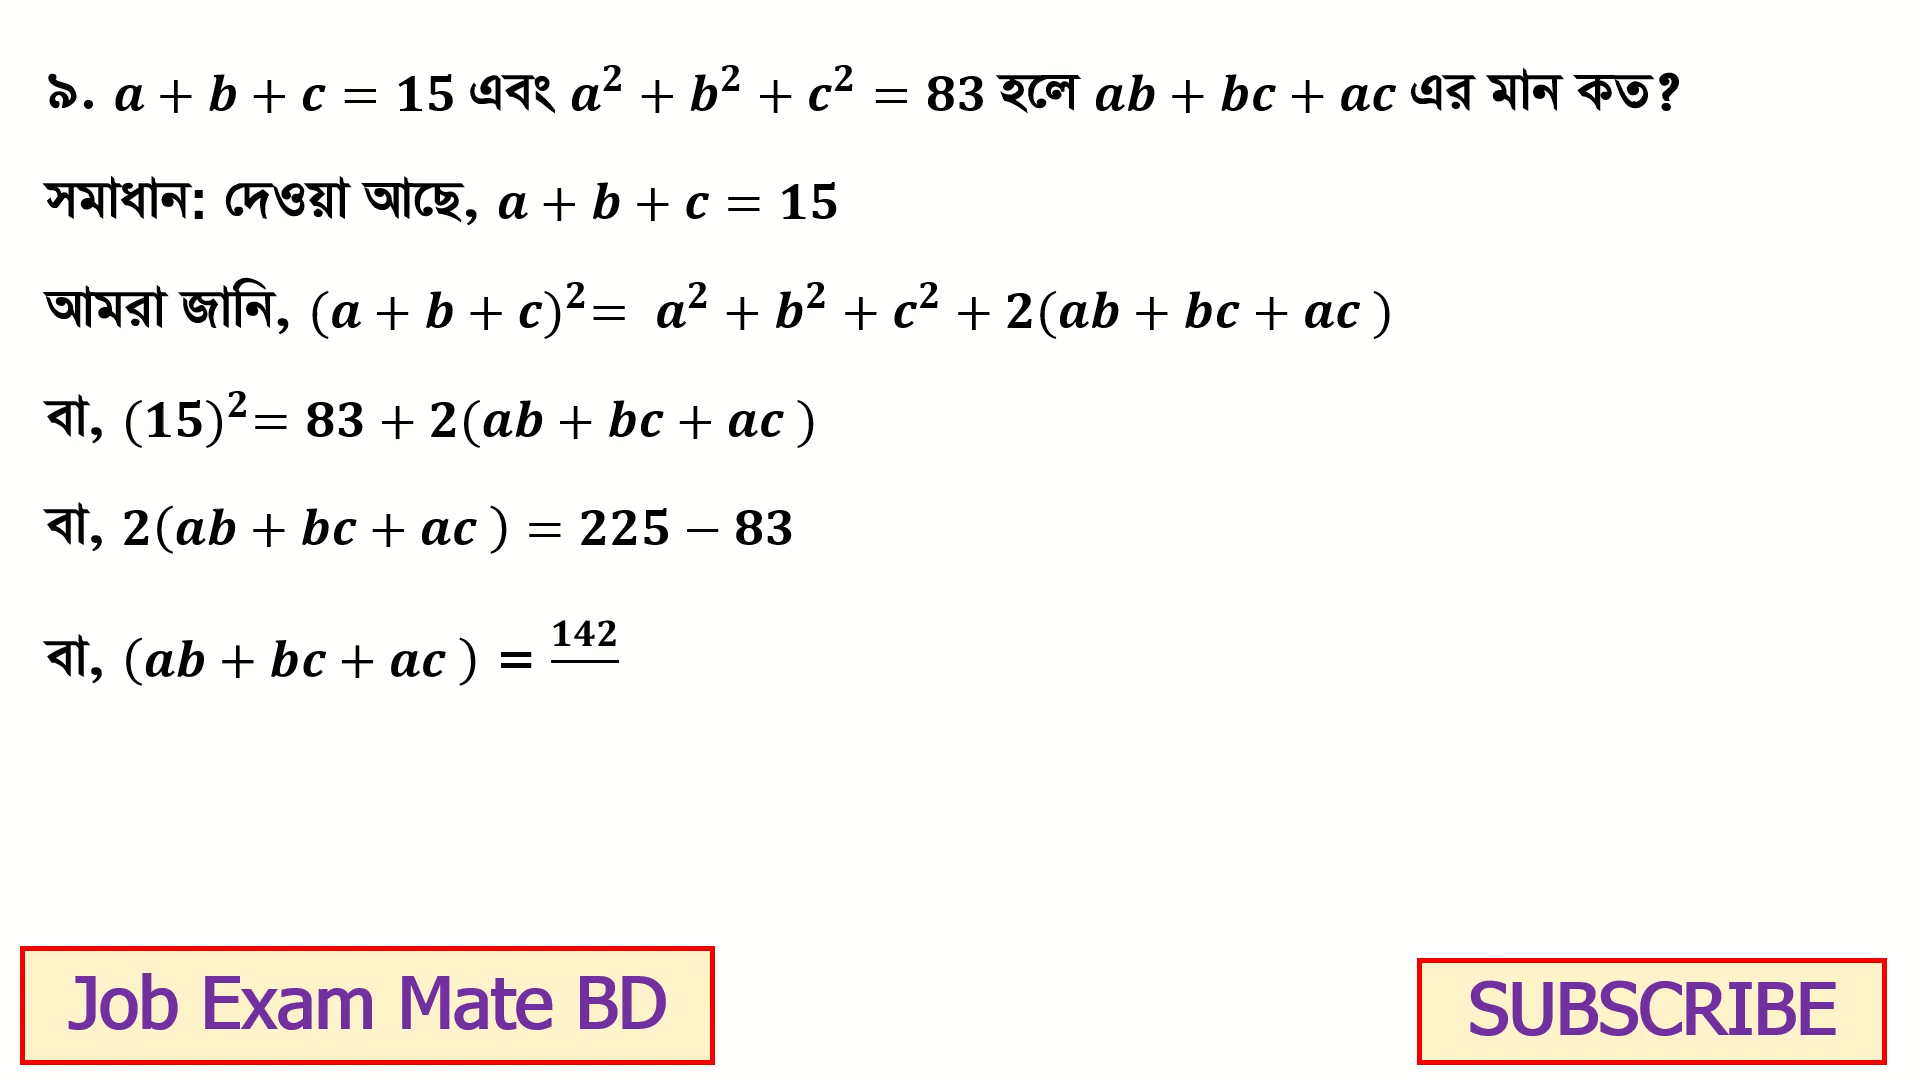 ৯. a + b + c = 15 এবং a² + b² + c² = 83 হলে ab + bc + ac এর মান কত?
সমাধান: দেওয়া আছে, a + b + c = 15
আমরা জানি, (a + b + c)² = a² + b² + c² + 2(ab + bc + ac )
বা, (15)² = 83 + 2(ab + bc + ac )
বা, 2(ab + bc + ac ) = 225 − 83
বা, (ab + bc + ac ) = 142/
Job Exam Mate BD
SUBSCRIBE